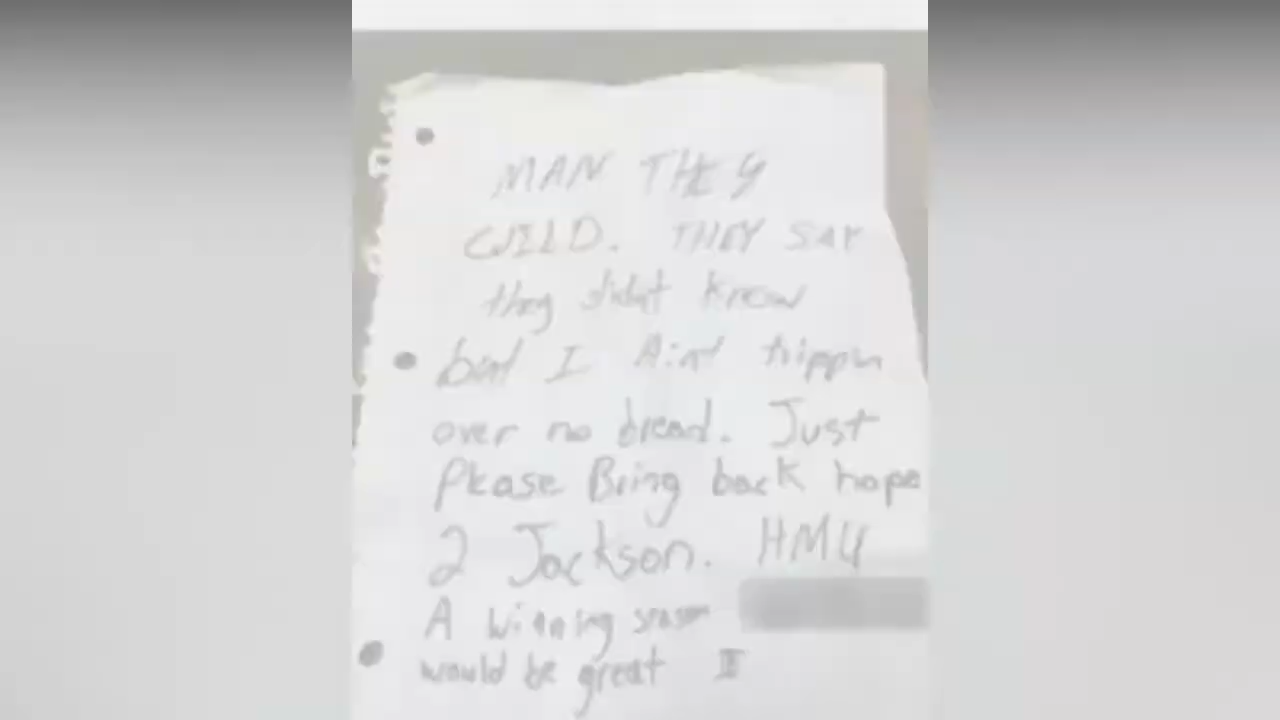 MAN THEY
WILD. THEY SAY
they didnt know
but I Aint trippin
over no bread. Just
Please Bring back hope
2 Jackson. HMU
A winning season
would be great II